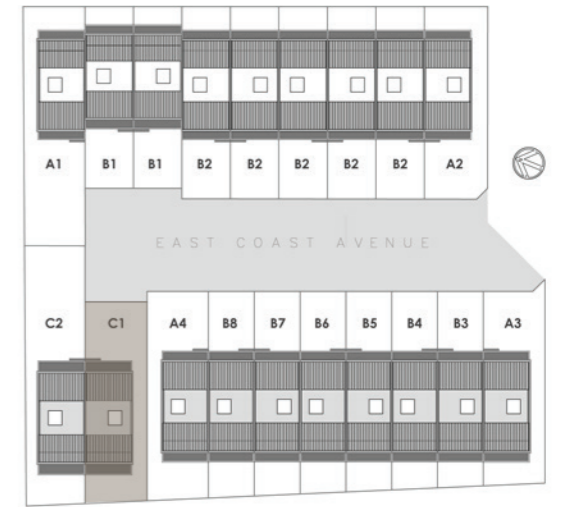 A1 B1 B1 B2 B2 B2 B2 B2 A2
EAST COAST AVENUE
C2 C1 A4 B8 B7 B6 B5 B4 B3 A3